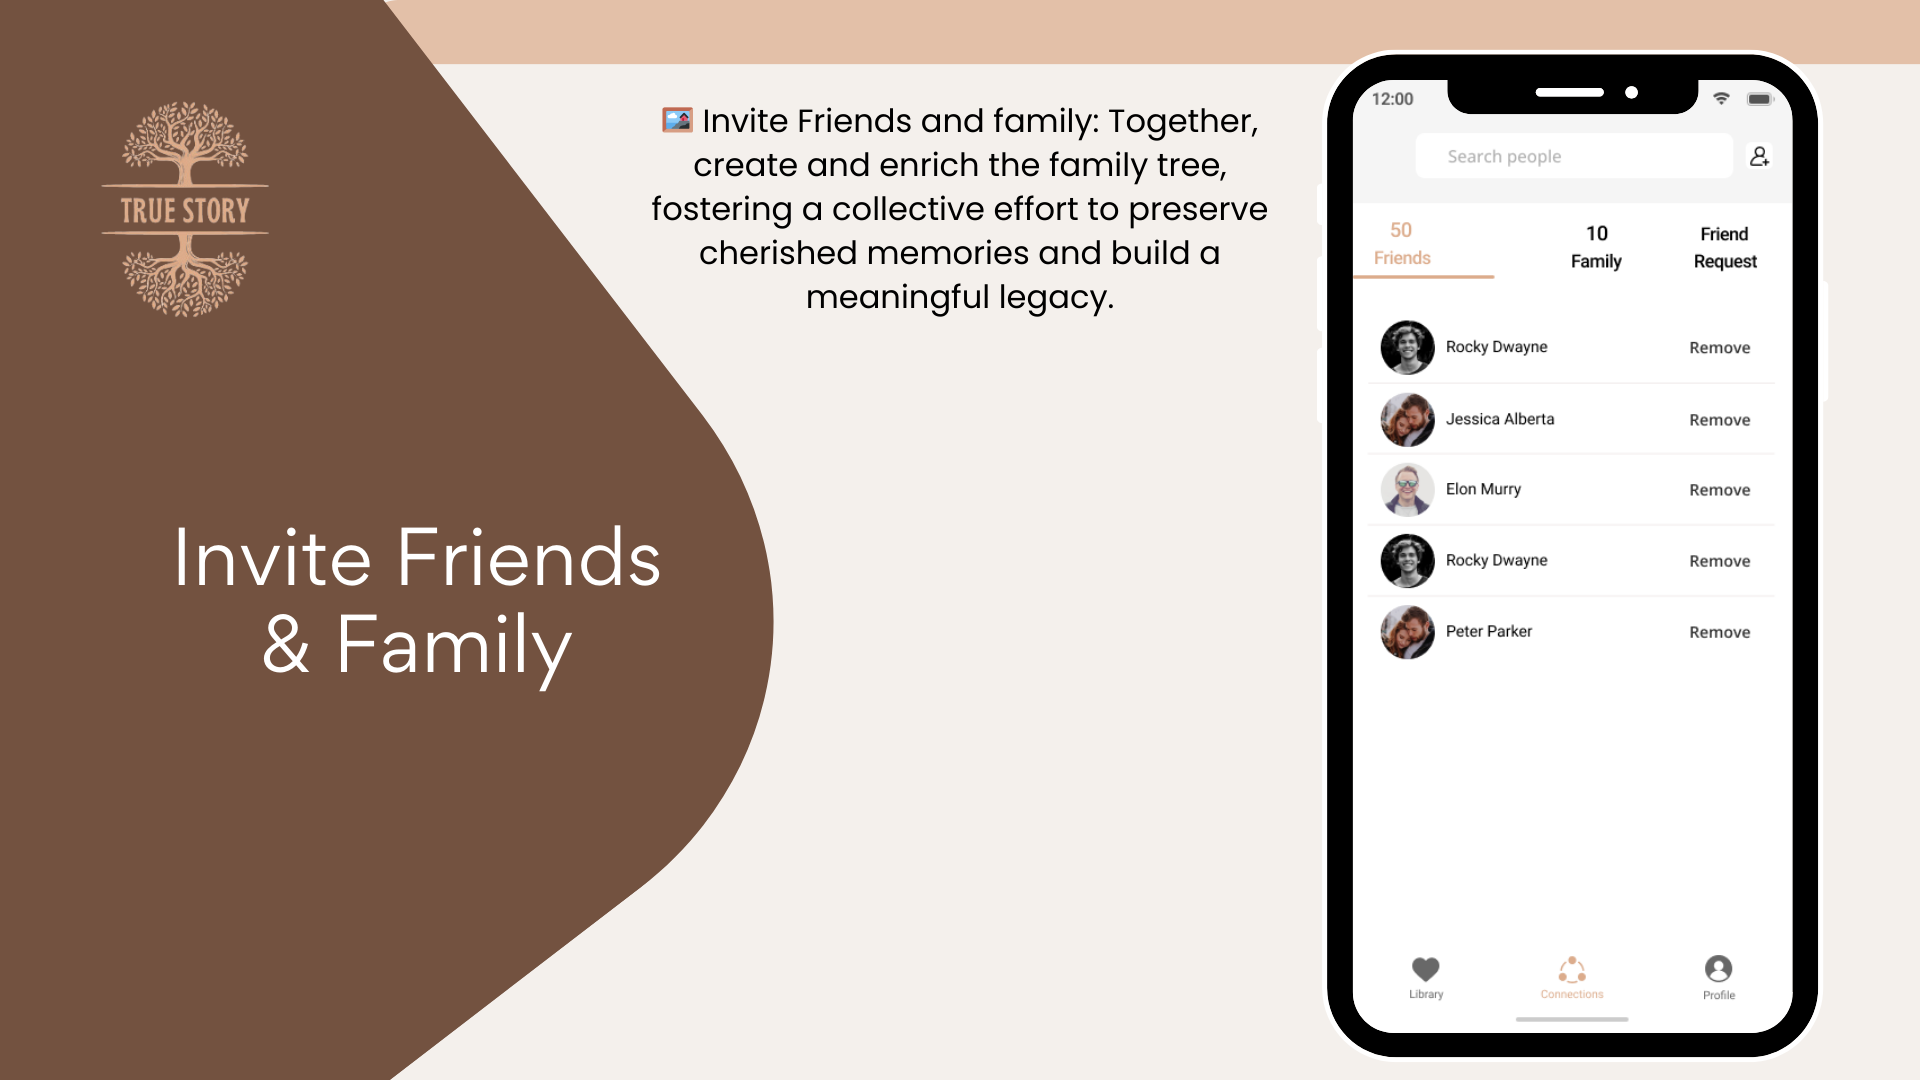 TRUE STORY
Invite Friends
& Family
Invite Friends and family: Together,
create and enrich the family tree,
fostering a collective effort to preserve
cherished memories and build a
meaningful legacy.
12:00
Search people
50
Friends
10
Family
Friend
Request
Rocky Dwayne Remove
Jessica Alberta Remove
Elon Murry Remove
Rocky Dwayne Remove
Peter Parker Remove
Library Connections Profile